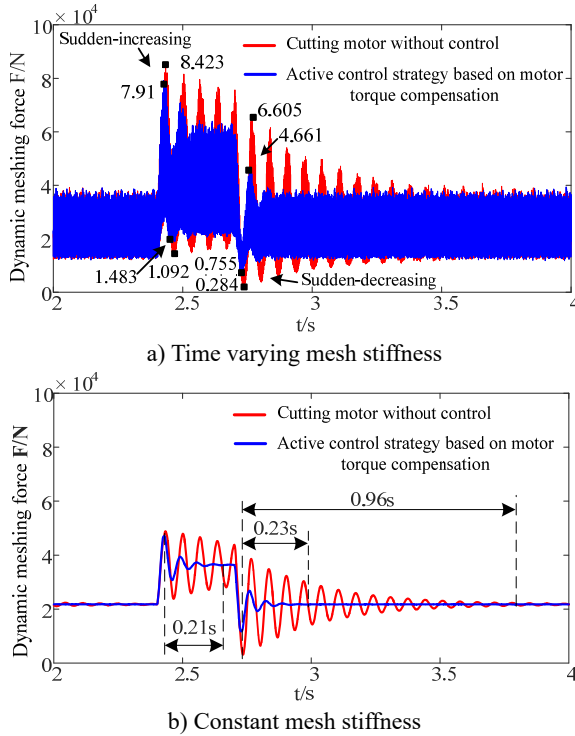 10 × 10⁴
Sudden-increasing
Cutting motor without control
8.423
Active control strategy based on motor
torque compensation
8
7.91
6.605
6
4.661
4
2
1.483
1.092
0.755
0.284
Sudden-decreasing
0
Dynamic meshing force F/N
2
2.5
3
3.5
4
t/s
a) Time varying mesh stiffness
10 × 10⁴
Cutting motor without control
8
Active control strategy based on motor
torque compensation
6
0.96s
0.23s
4
2
0.21s
0
Dynamic meshing force F/N
2
2.5
3
3.5
4
t/s
b) Constant mesh stiffness